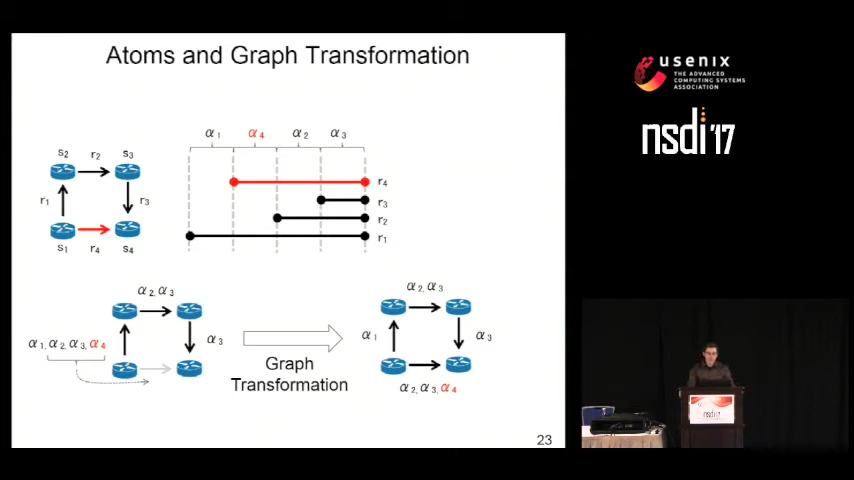 Atoms and Graph Transformation
α1 α4 α2 α3
s2 r2 s3
r1 r3
s1 r4 s4
r4
r3
r2
r1
α2, α3
α1, α2, α3, α4
α3
Graph
Transformation
α2, α3
α1
α3
α2, α3, α4
23
usenix
THE ADVANCED
COMPUTING SYSTEMS
ASSOCIATION
nsdi '17
nsdi'17